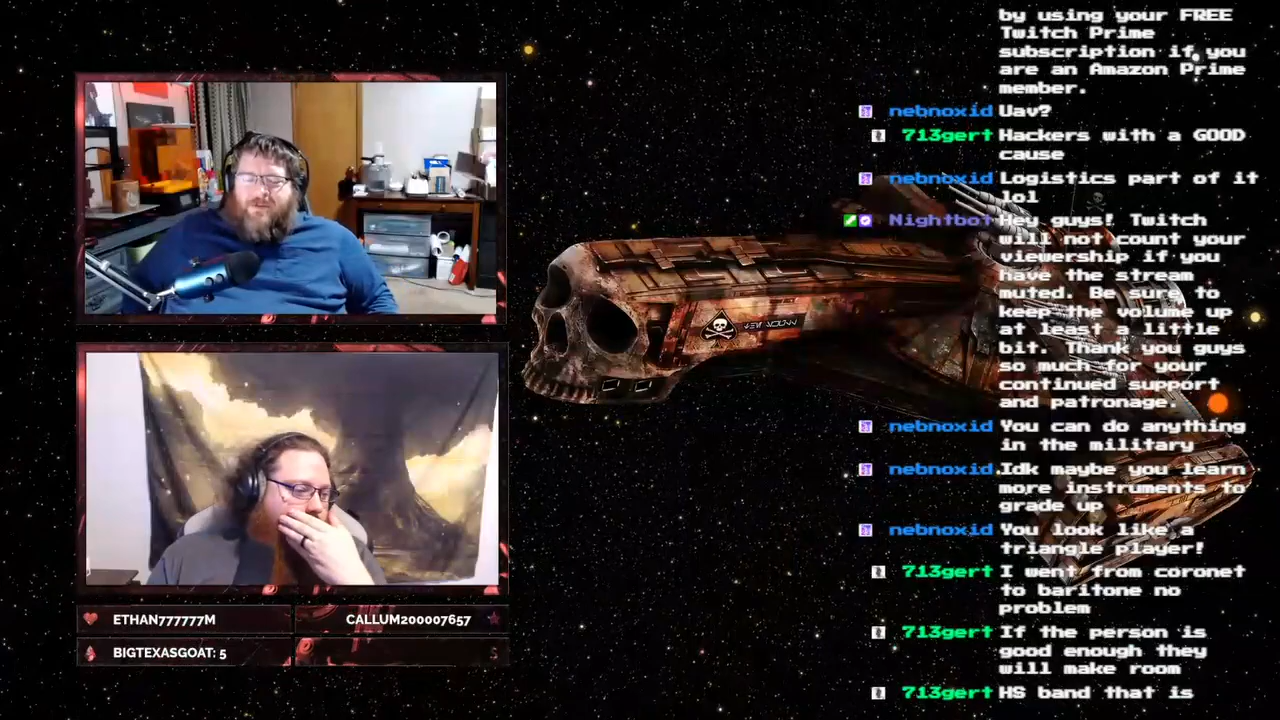 by using your FREE
Twitch Prime
subscription if you
are an Amazon Prime
member.
nebnoxid Uav?
713gert Hackers with a GOOD
cause
nebnoxid Logistics part of it
lol
Nightbot Hey guys! Twitch
will not count your
viewership if you
have the stream
muted. Be sure to
keep the volume up
at least a little
bit. Thank you guys
so much for your
continued support
and patronage.
nebnoxid You can do anything
in the military
nebnoxid Idk maybe you learn
more instruments to
grade up
nebnoxid You look like a
triangle player!
713gert I went from coronet
to baritone no
problem
713gert If the person is
good enough they
will make room
713gert HS band that is
ETHAN777777M
CALLUM200007657
BIGTEXASGOAT: 5
$